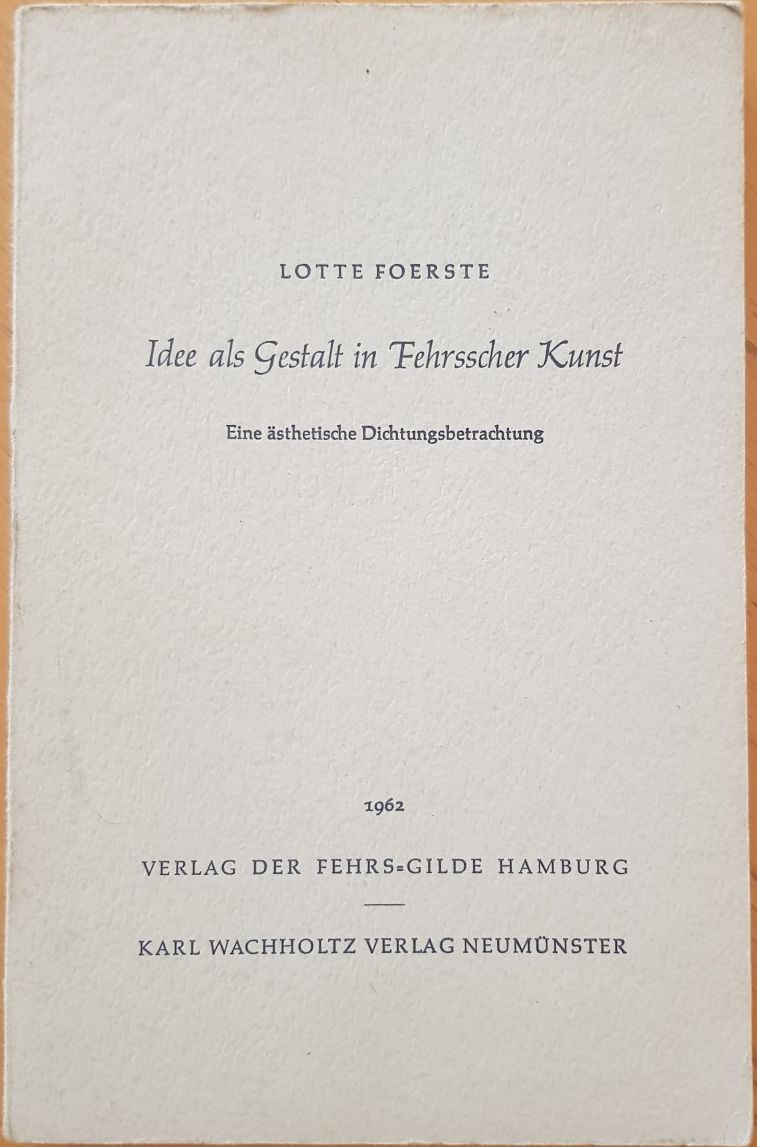 LOTTE FOERSTE
Idee als Gestalt in Fehrsscher Kunst
Eine ästhetische Dichtungsbetrachtung
1962
VERLAG DER FEHRS=GILDE HAMBURG
KARL WACHHOLTZ VERLAG NEUMÜNSTER